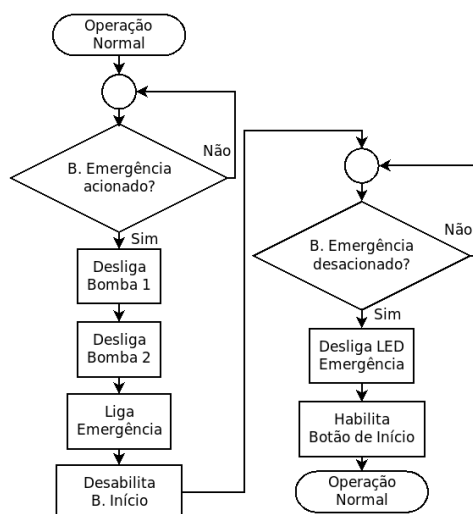 Operação
Normal
B. Emergência
acionado?
Não
Sim
Desliga
Bomba 1
Desliga
Bomba 2
Liga
Emergência
Desabilita
B. Início
B. Emergência
desacionado?
Não
Sim
Desliga LED
Emergência
Habilita
Botão de Início
Operação
Normal